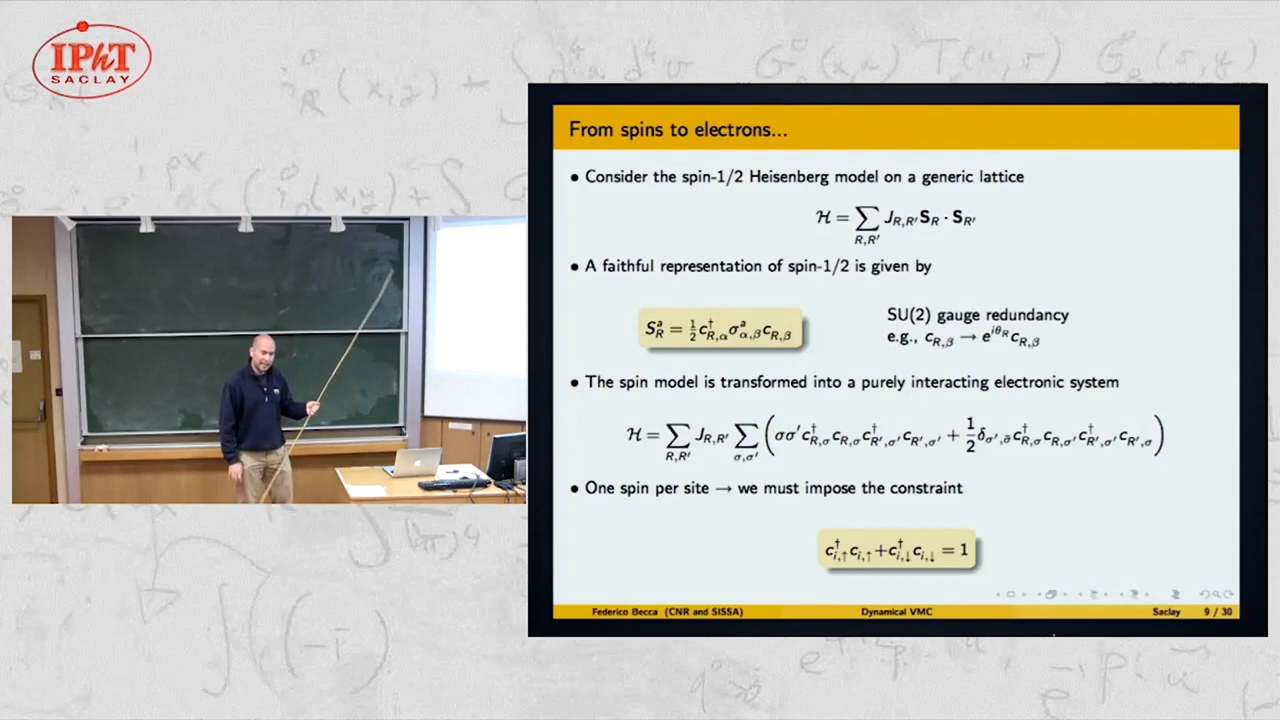 IPhT
SACLAY
From spins to electrons...
• Consider the spin-1/2 Heisenberg model on a generic lattice
ℋ = ∑_{R,R′} J_{R,R′} S_R · S_{R′}
• A faithful representation of spin-1/2 is given by
S^a_R = ½ c†_{R,α} σ^a_{α,β} c_{R,β}
SU(2) gauge redundancy
e.g., c_{R,β} → e^{iθ_R} c_{R,β}
• The spin model is transformed into a purely interacting electronic system
ℋ = ∑_{R,R′} J_{R,R′} ∑_{σ,σ′} (σσ′c†_{R,σ}c_{R,σ}c†_{R′,σ′}c_{R′,σ′} + ½ δ_{σ′,σ̄}c†_{R,σ}c_{R,σ′}c†_{R′,σ′}c_{R′,σ})
• One spin per site → we must impose the constraint
c†_{i,↑}c_{i,↑} + c†_{i,↓}c_{i,↓} = 1
Federico Becca (CNR and SISSA) Dynamical VMC Saclay 9 / 30